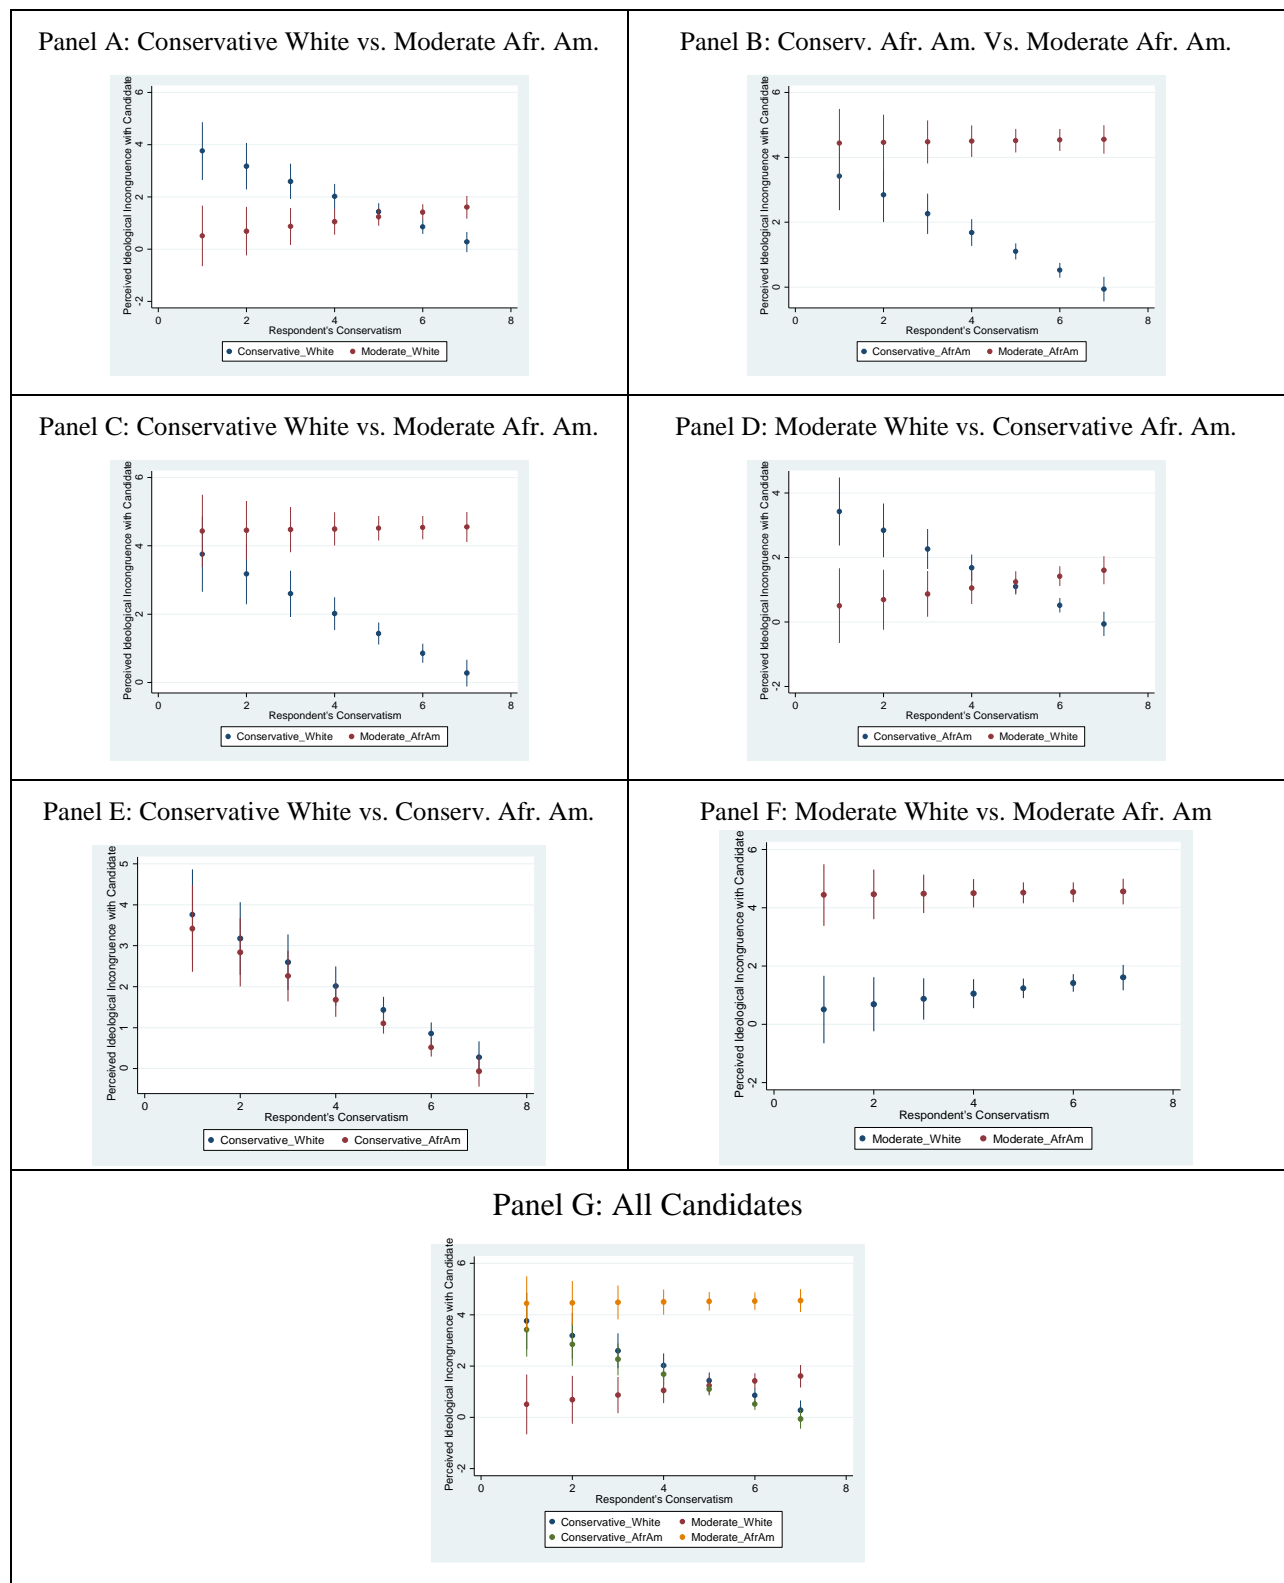 Panel A: Conservative White vs. Moderate Afr. Am.
Perceived Ideological Incongruence with Candidate
6
4
2
0
-2
0 2 4 6 8
Respondent's Conservatism
Conservative_White Moderate_White
Panel B: Conserv. Afr. Am. Vs. Moderate Afr. Am.
Perceived Ideological Incongruence with Candidate
6
4
2
0
0 2 4 6 8
Respondent's Conservatism
Conservative_AfrAm Moderate_AfrAm
Panel C: Conservative White vs. Moderate Afr. Am.
Perceived Ideological Incongruence with Candidate
6
4
2
0
0 2 4 6 8
Respondent's Conservatism
Conservative_White Moderate_AfrAm
Panel D: Moderate White vs. Conservative Afr. Am.
Perceived Ideological Incongruence with Candidate
4
2
0
-2
0 2 4 6 8
Respondent's Conservatism
Conservative_AfrAm Moderate_White
Panel E: Conservative White vs. Conserv. Afr. Am.
Perceived Ideological Incongruence with Candidate
5
4
3
2
1
0
0 2 4 6 8
Respondent's Conservatism
Conservative_White Conservative_AfrAm
Panel F: Moderate White vs. Moderate Afr. Am
Perceived Ideological Incongruence with Candidate
6
4
2
0
-2
0 2 4 6 8
Respondent's Conservatism
Moderate_White Moderate_AfrAm
Panel G: All Candidates
Perceived Ideological Incongruence with Candidate
6
4
2
0
-2
0 2 4 6 8
Respondent's Conservatism
Conservative_White Moderate_White
Conservative_AfrAm Moderate_AfrAm